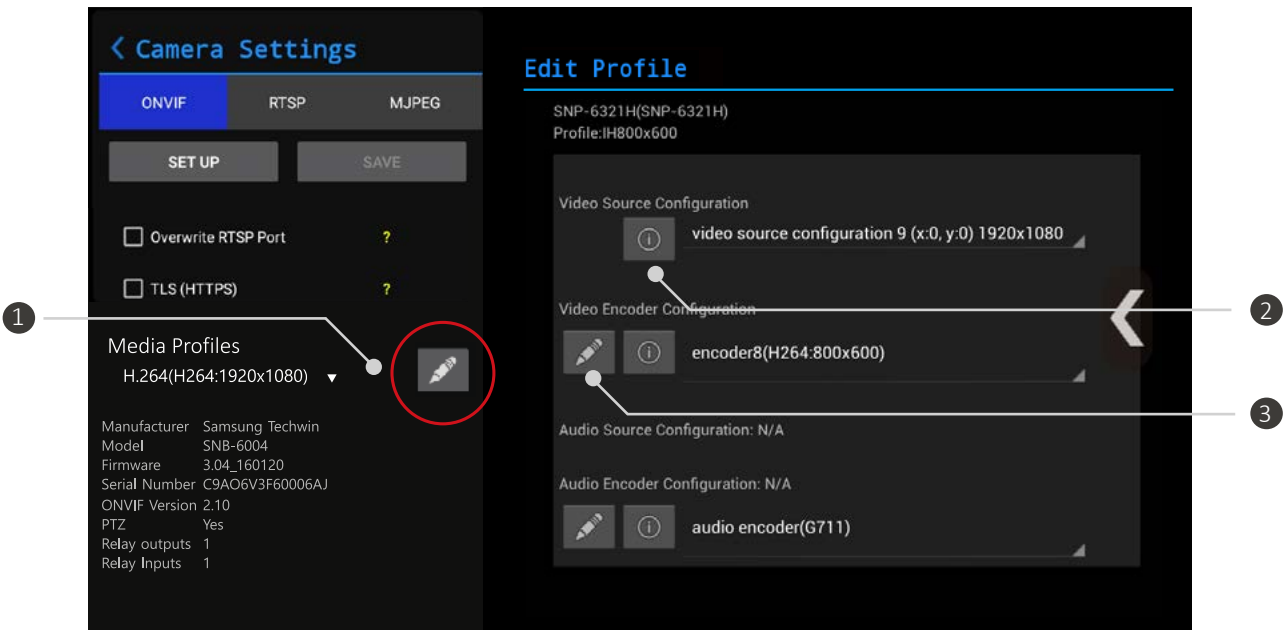 Camera Settings
ONVIF RTSP MJPEG
SET UP SAVE
Overwrite RTSP Port ?
TLS (HTTPS) ?
1
Media Profiles
H.264(H264:1920x1080)
Manufacturer Samsung Techwin
Model SNB-6004
Firmware 3.04_160120
Serial Number C9AO6V3F60006AJ
ONVIF Version 2.10
PTZ Yes
Relay outputs 1
Relay Inputs 1
Edit Profile
SNP-6321H(SNP-6321H)
Profile:IH800x600
Video Source Configuration
video source configuration 9 (x:0, y:0) 1920x1080
2
Video Encoder Configuration
encoder8(H264:800x600)
3
Audio Source Configuration: N/A
Audio Encoder Configuration: N/A
audio encoder(G711)